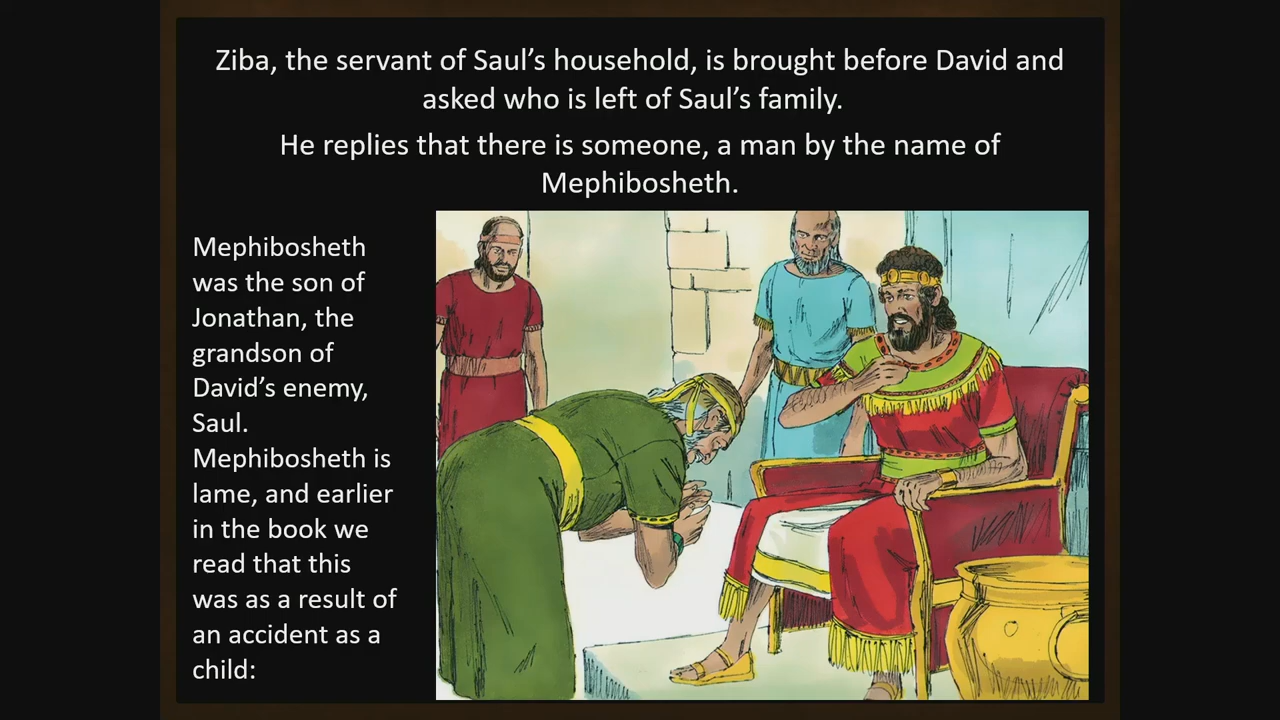 Ziba, the servant of Saul’s household, is brought before David and
asked who is left of Saul’s family.
He replies that there is someone, a man by the name of
Mephibosheth.
Mephibosheth
was the son of
Jonathan, the
grandson of
David’s enemy,
Saul.
Mephibosheth is
lame, and earlier
in the book we
read that this
was as a result of
an accident as a
child: